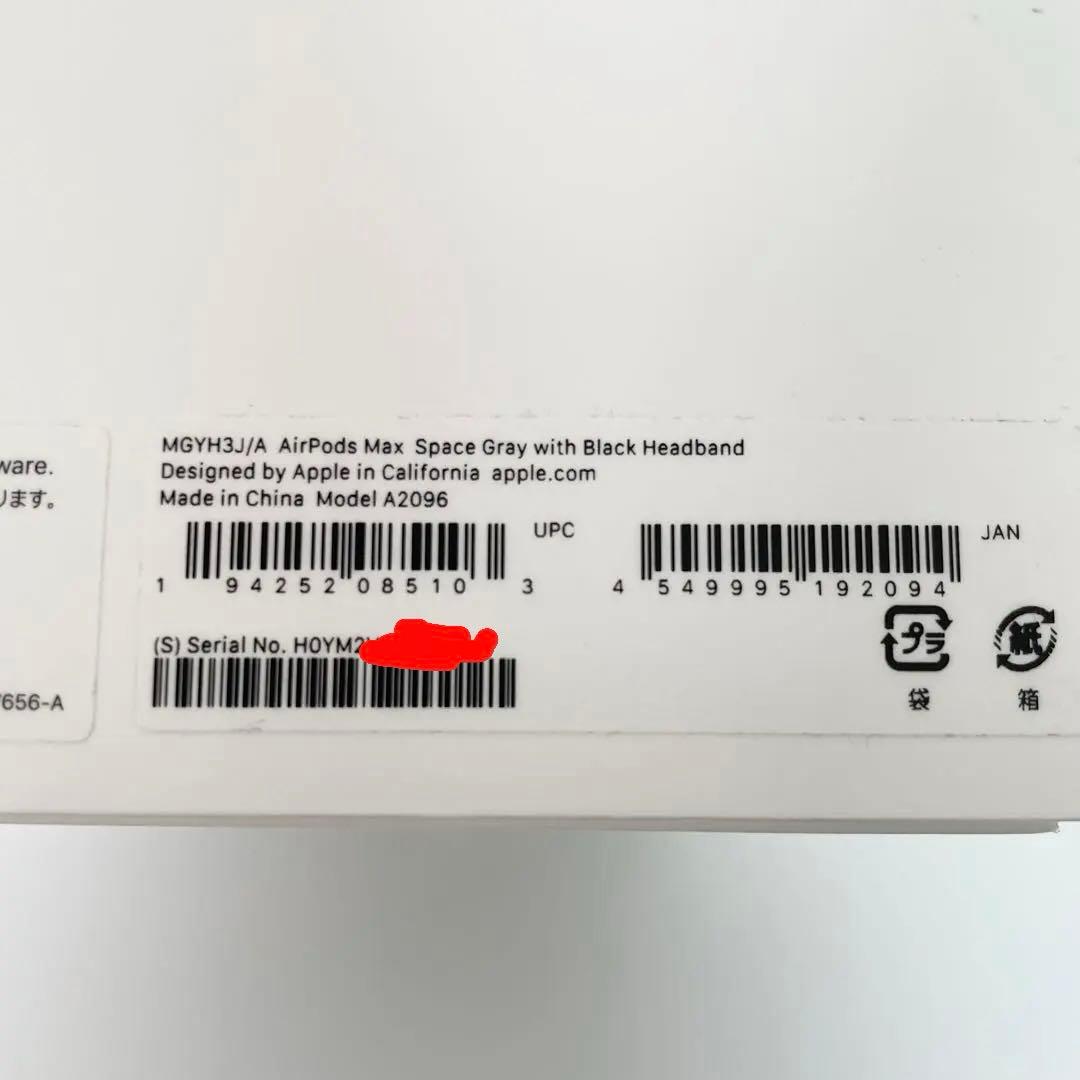 ware.
ります。
656-A
MGYH3J/A AirPods Max Space Gray with Black Headband
Designed by Apple in California apple.com
Made in China Model A2096
UPC
1 94252 08510 3
JAN
4 549995 192094
(S) Serial No. H0YM2
プラ
袋
紙
箱